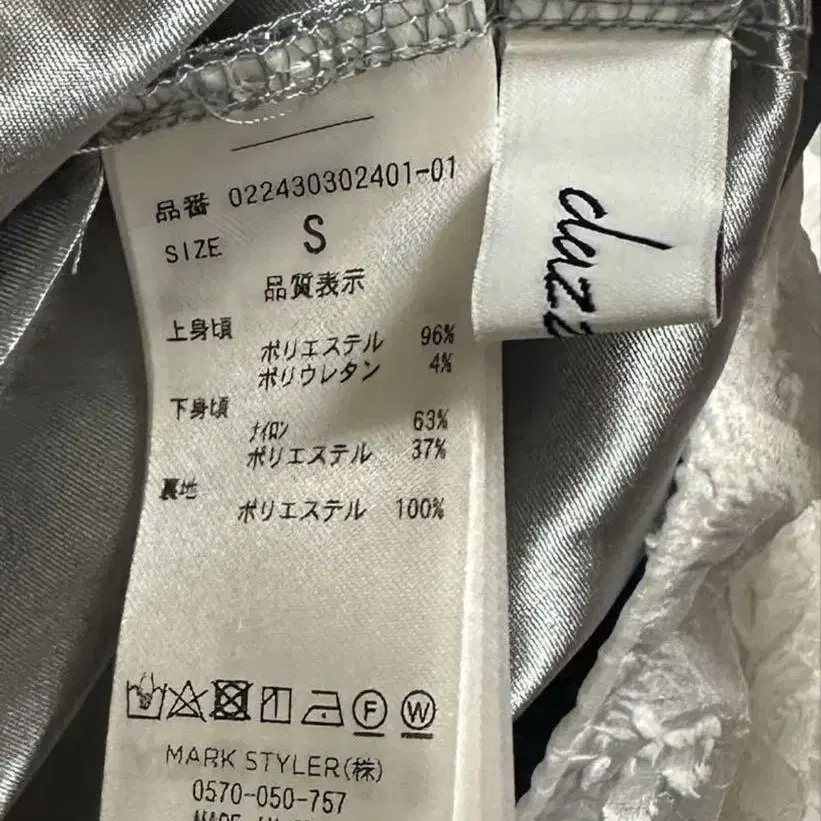 品番 022430302401-01
SIZE S
品質表示
上身頃
ポリエステル 96%
ポリウレタン 4%
下身頃
ナイロン 63%
ポリエステル 37%
裏地
ポリエステル 100%
F W
MARK STYLER(株)
0570-050-757